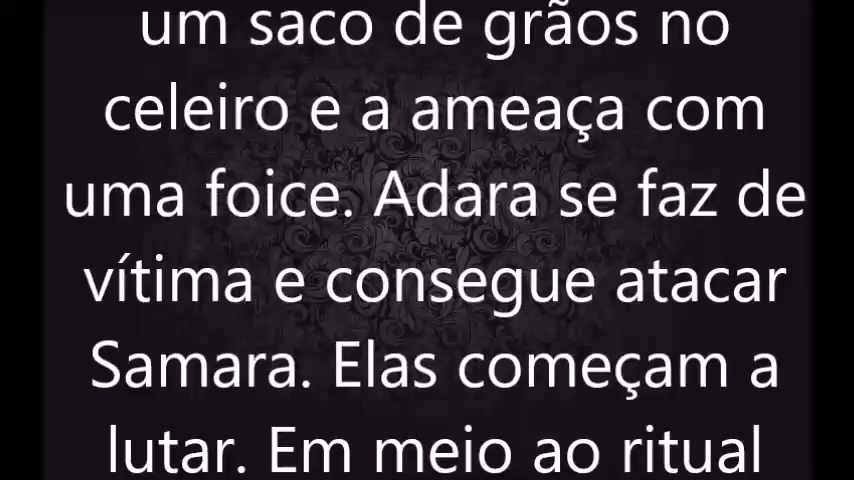 um saco de grãos no
celeiro e a ameaça com
uma foice. Adara se faz de
vítima e consegue atacar
Samara. Elas começam a
lutar. Em meio ao ritual